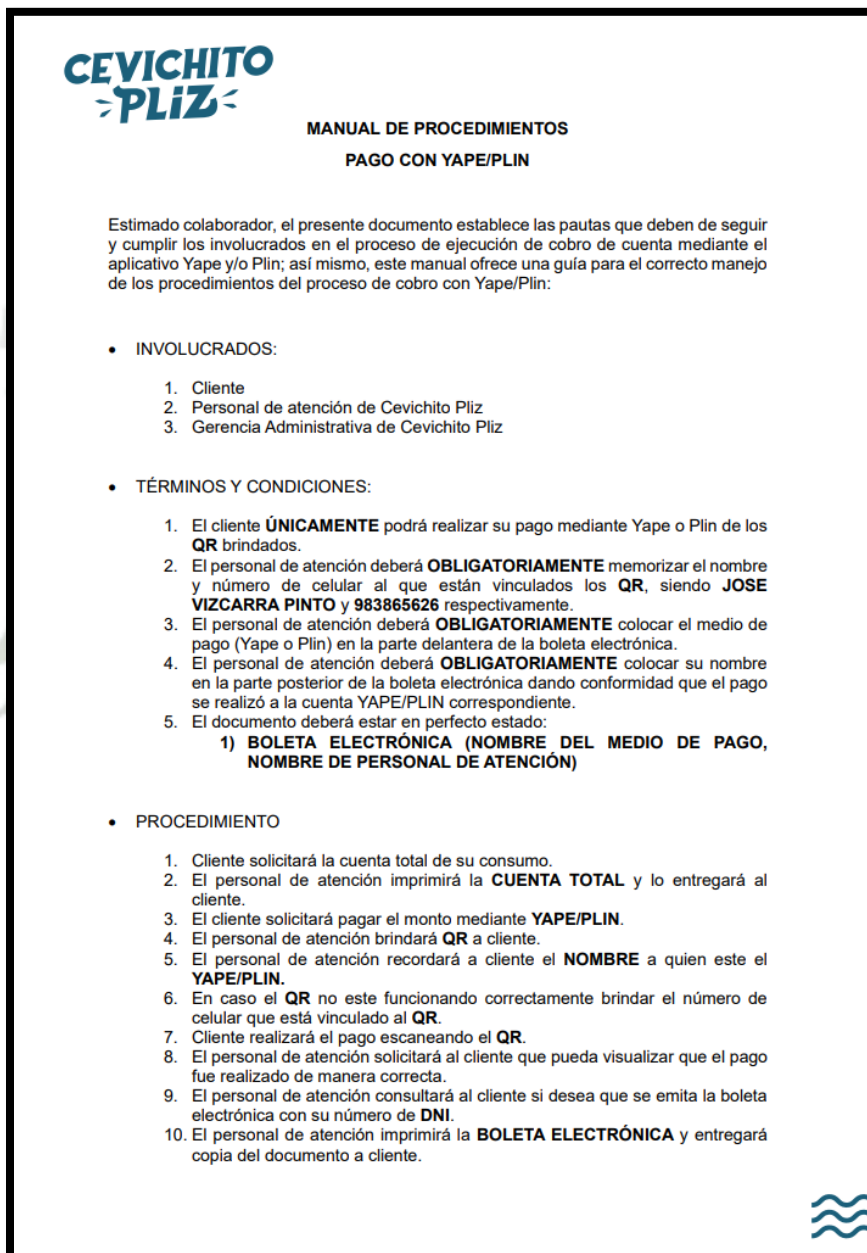 CEVICHITO
PLiZ
MANUAL DE PROCEDIMIENTOS
PAGO CON YAPE/PLIN
Estimado colaborador, el presente documento establece las pautas que deben de seguir
y cumplir los involucrados en el proceso de ejecución de cobro de cuenta mediante el
aplicativo Yape y/o Plin; así mismo, este manual ofrece una guía para el correcto manejo
de los procedimientos del proceso de cobro con Yape/Plin:
• INVOLUCRADOS:
1. Cliente
2. Personal de atención de Cevichito Pliz
3. Gerencia Administrativa de Cevichito Pliz
• TÉRMINOS Y CONDICIONES:
1. El cliente ÚNICAMENTE podrá realizar su pago mediante Yape o Plin de los
QR brindados.
2. El personal de atención deberá OBLIGATORIAMENTE memorizar el nombre
y número de celular al que están vinculados los QR, siendo JOSE
VIZCARRA PINTO y 983865626 respectivamente.
3. El personal de atención deberá OBLIGATORIAMENTE colocar el medio de
pago (Yape o Plin) en la parte delantera de la boleta electrónica.
4. El personal de atención deberá OBLIGATORIAMENTE colocar su nombre
en la parte posterior de la boleta electrónica dando conformidad que el pago
se realizó a la cuenta YAPE/PLIN correspondiente.
5. El documento deberá estar en perfecto estado:
1) BOLETA ELECTRÓNICA (NOMBRE DEL MEDIO DE PAGO,
NOMBRE DE PERSONAL DE ATENCIÓN)
• PROCEDIMIENTO
1. Cliente solicitará la cuenta total de su consumo.
2. El personal de atención imprimirá la CUENTA TOTAL y lo entregará al
cliente.
3. El cliente solicitará pagar el monto mediante YAPE/PLIN.
4. El personal de atención brindará QR a cliente.
5. El personal de atención recordará a cliente el NOMBRE a quien este el
YAPE/PLIN.
6. En caso el QR no este funcionando correctamente brindar el número de
celular que está vinculado al QR.
7. Cliente realizará el pago escaneando el QR.
8. El personal de atención solicitará al cliente que pueda visualizar que el pago
fue realizado de manera correcta.
9. El personal de atención consultará al cliente si desea que se emita la boleta
electrónica con su número de DNI.
10. El personal de atención imprimirá la BOLETA ELECTRÓNICA y entregará
copia del documento a cliente.